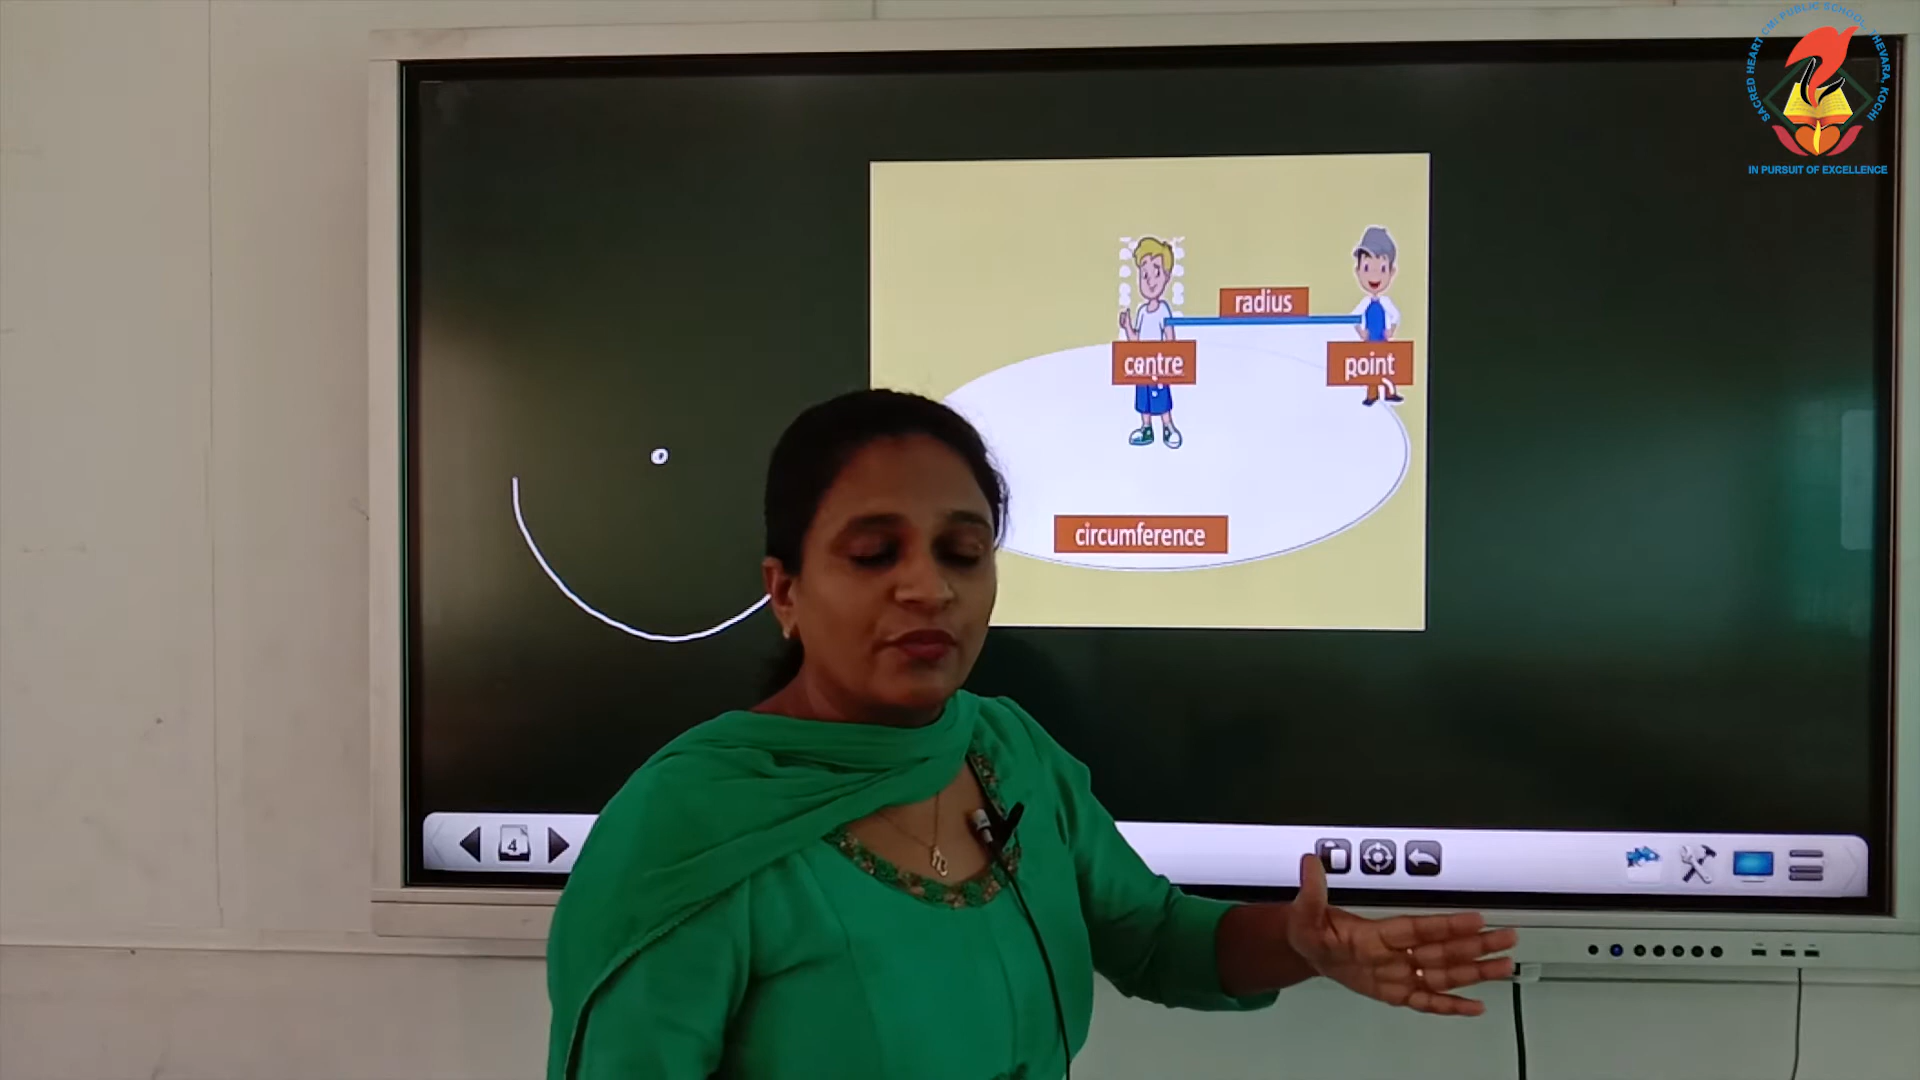 SACRED HEART CMI PUBLIC SCHOOL, THEVARA, KOCHI
IN PURSUIT OF EXCELLENCE
radius
centre
point
circumference
4